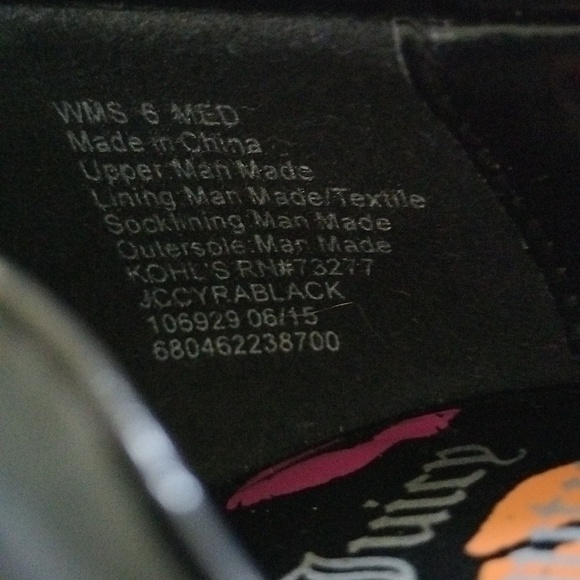 WMS 6 MED
Made in China
Upper Man Made
Lining Man Made/Textile
Socklining Man Made
Outersole Man Made
KOHL'S RN#73277
JCCYRABLACK
106929 06/15
680462238700
Juicy